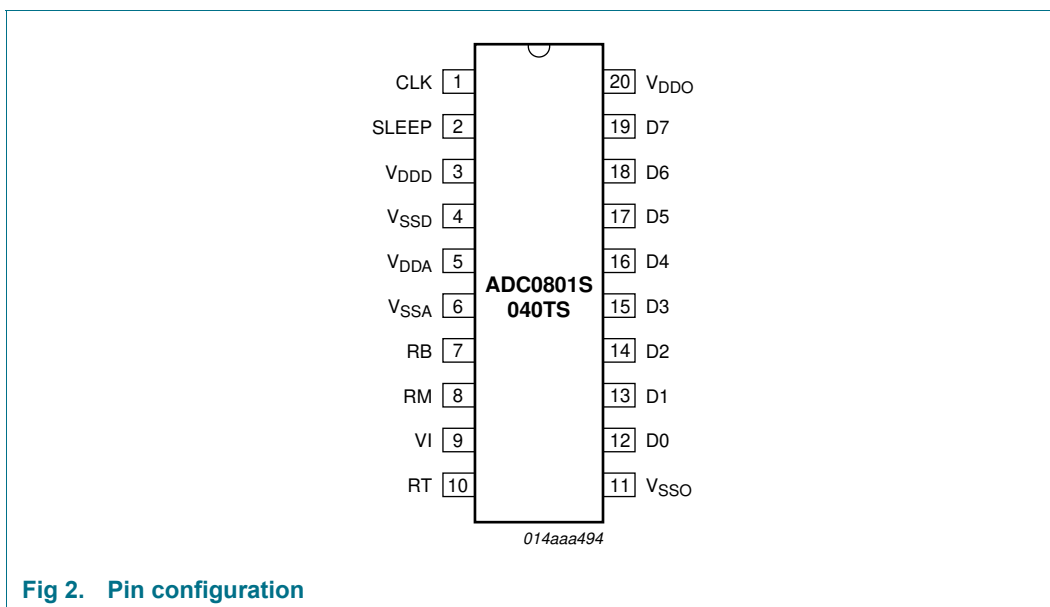 CLK 1 20 VDDO
SLEEP 2 19 D7
VDDD 3 18 D6
VSSD 4 17 D5
VDDA 5 16 D4
ADC0801S
040TS
VSSA 6 15 D3
RB 7 14 D2
RM 8 13 D1
VI 9 12 D0
RT 10 11 VSSO
014aaa494
Fig 2. Pin configuration